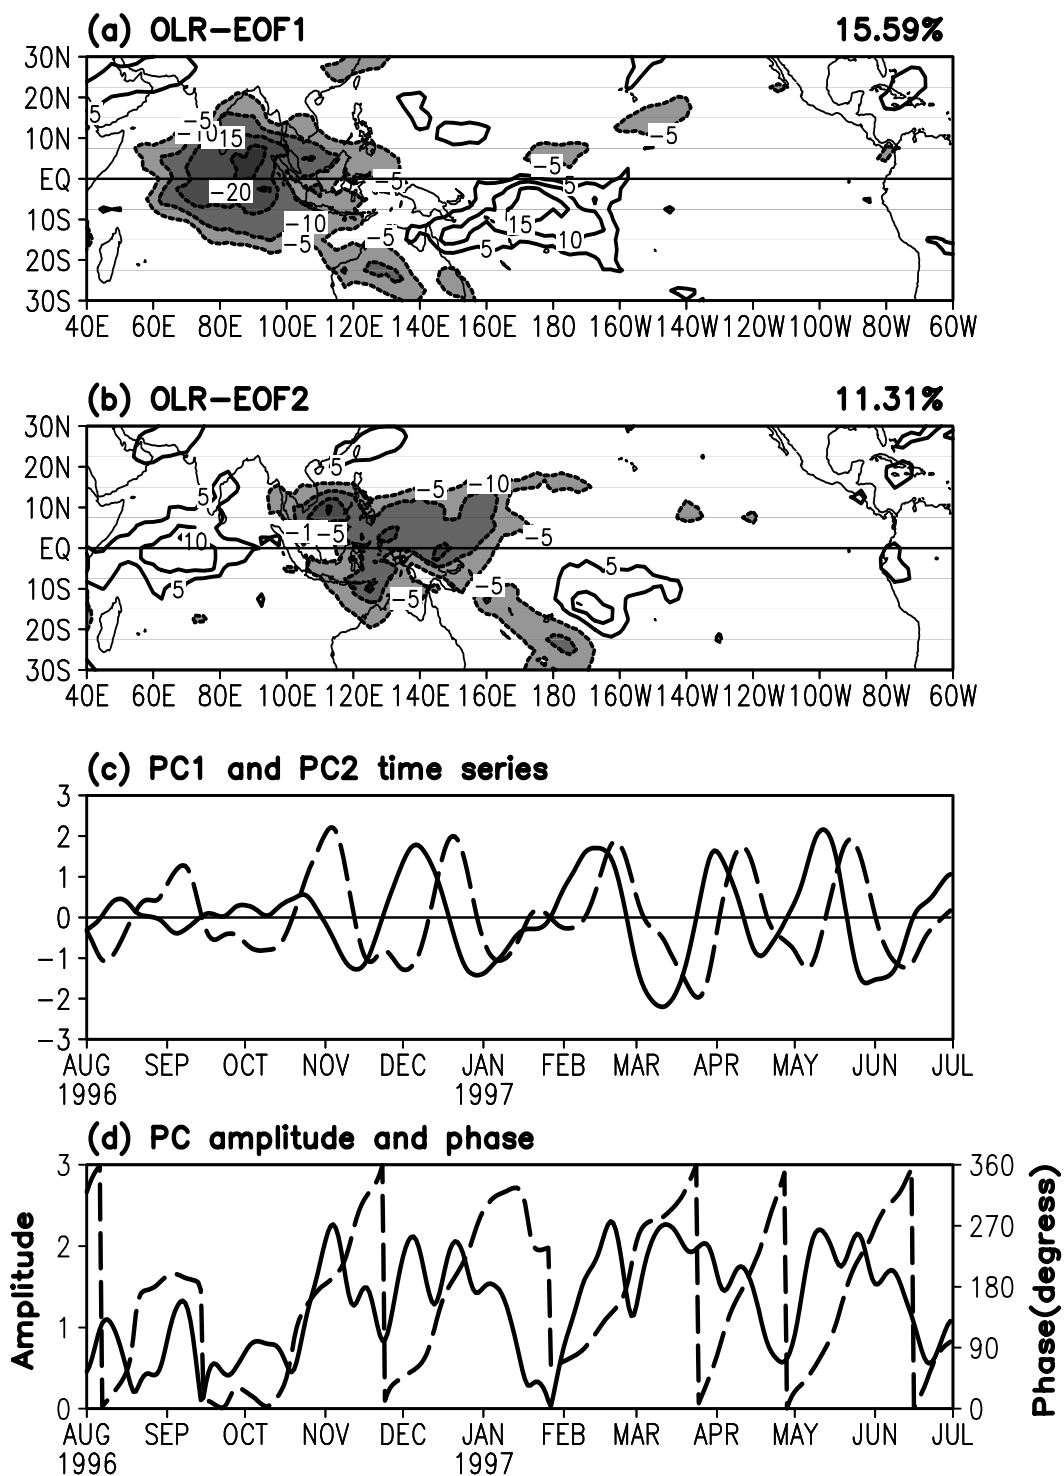 (a) OLR-EOF1 15.59%
30N
20N
10N
EQ
10S
20S
30S
5 -5 -10 -15 -20 -10 -5 -5 -5 -5 -5 5 15 10 5
40E 60E 80E 100E 120E 140E 160E 180 160W 140W 120W 100W 80W 60W
(b) OLR-EOF2 11.31%
30N
20N
10N
EQ
10S
20S
30S
5 5 10 5 -5 -10 -1 -5 -5 -5 -5 5
40E 60E 80E 100E 120E 140E 160E 180 160W 140W 120W 100W 80W 60W
(c) PC1 and PC2 time series
3
2
1
0
-1
-2
-3
AUG SEP OCT NOV DEC JAN FEB MAR APR MAY JUN JUL
1996 1997
(d) PC amplitude and phase
Amplitude
3
2
1
0
360
270
180
90
0
Phase(degress)
AUG SEP OCT NOV DEC JAN FEB MAR APR MAY JUN JUL
1996 1997